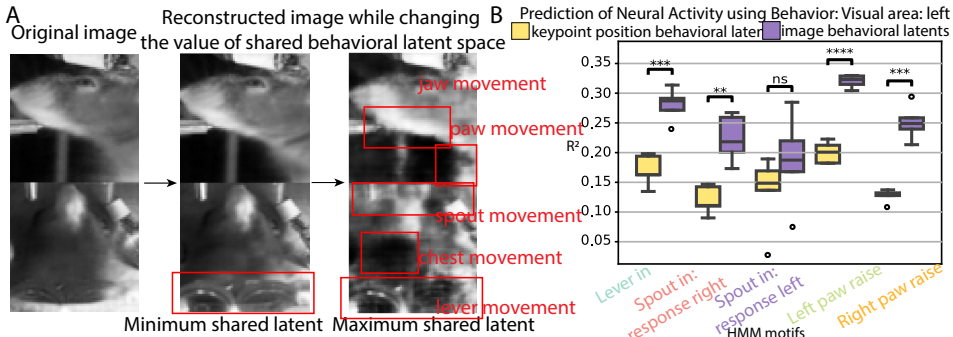 A
Original image
Reconstructed image while changing
the value of shared behavioral latent space
jaw movement
paw movement
spout movement
chest movement
lever movement
Minimum shared latent
Maximum shared latent
B
Prediction of Neural Activity using Behavior: Visual area: left
keypoint position behavioral laten
image behavioral latents
***
**
ns
****
***
0.35
0.30
0.25
R²
0.20
0.15
0.10
0.05
Lever in
Spout in:
response right
Spout in:
response left
Left paw raise
Right paw raise
HMM motifs